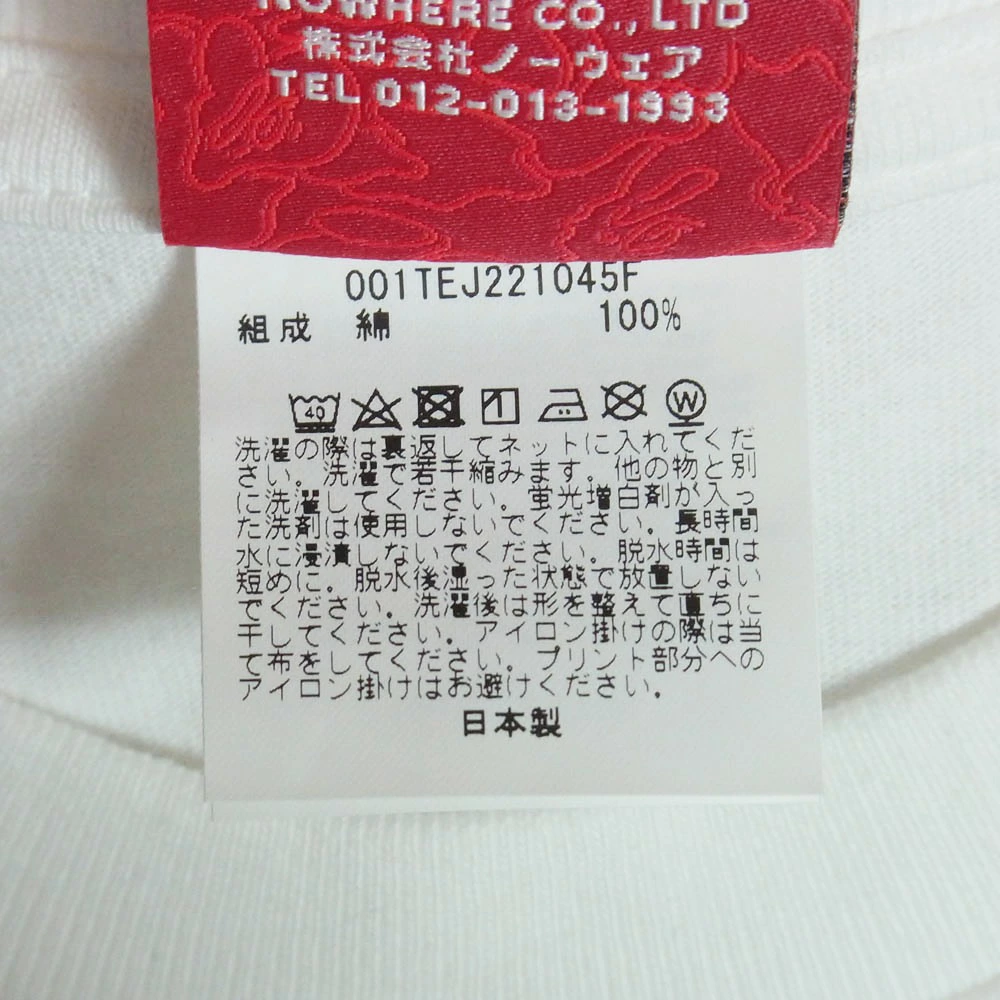 NOWHERE CO.,LTD
株式会社ノーウェア
TEL 012-013-1993
001TEJ221045F
組成 綿 100%
40
W
洗濯の際は裏返してネットに入れてくだ
さい。洗濯で若干縮みます。他の物と別
に洗濯してください。蛍光増白剤が入っ
た洗剤は使用しないでください。長時間
水に浸漬しないでください。脱水時間は
短めに。脱水後湿った状態で放置しない
でください。洗濯後は形を整えて直ちに
干してください。アイロン掛けの際は当
て布をしてください。プリント部分への
アイロン掛けはお避けください。
日本製